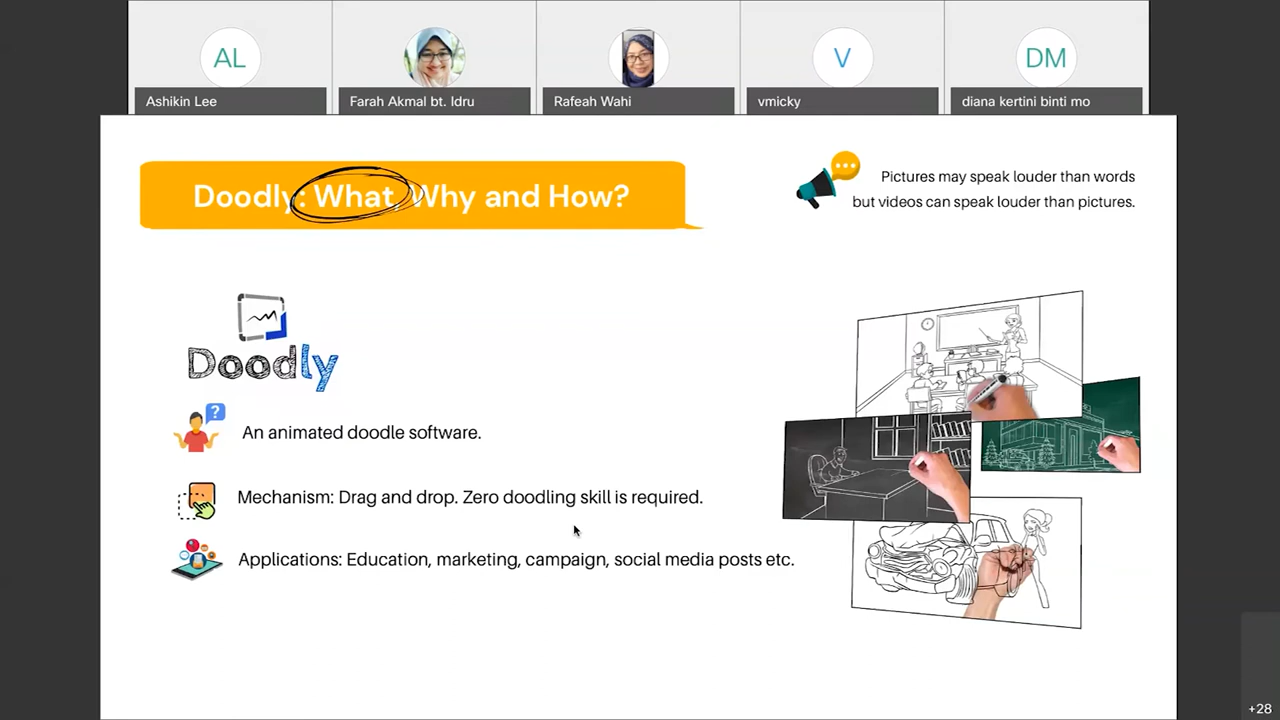 AL
V
DM
Ashikin Lee
Farah Akmal bt. Idru
Rafeah Wahi
vmicky
diana kertini binti mo
Doodly: What, Why and How?
Pictures may speak louder than words
but videos can speak louder than pictures.
Doodly
?
An animated doodle software.
Mechanism: Drag and drop. Zero doodling skill is required.
Applications: Education, marketing, campaign, social media posts etc.
+28